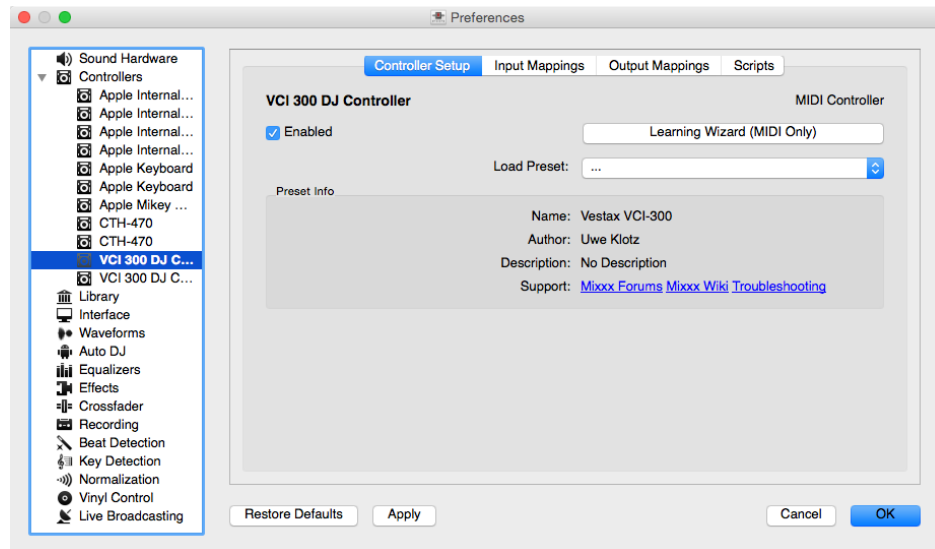 Preferences
Sound Hardware
Controllers
Apple Internal...
Apple Internal...
Apple Internal...
Apple Internal...
Apple Keyboard
Apple Keyboard
Apple Mikey ...
CTH-470
CTH-470
VCI 300 DJ C...
VCI 300 DJ C...
Library
Interface
Waveforms
Auto DJ
Equalizers
Effects
Crossfader
Recording
Beat Detection
Key Detection
Normalization
Vinyl Control
Live Broadcasting
Controller Setup Input Mappings Output Mappings Scripts
VCI 300 DJ Controller MIDI Controller
Enabled Learning Wizard (MIDI Only)
Load Preset: ...
Preset Info
Name: Vestax VCI-300
Author: Uwe Klotz
Description: No Description
Support: Mixxx Forums Mixxx Wiki Troubleshooting
Restore Defaults Apply Cancel OK